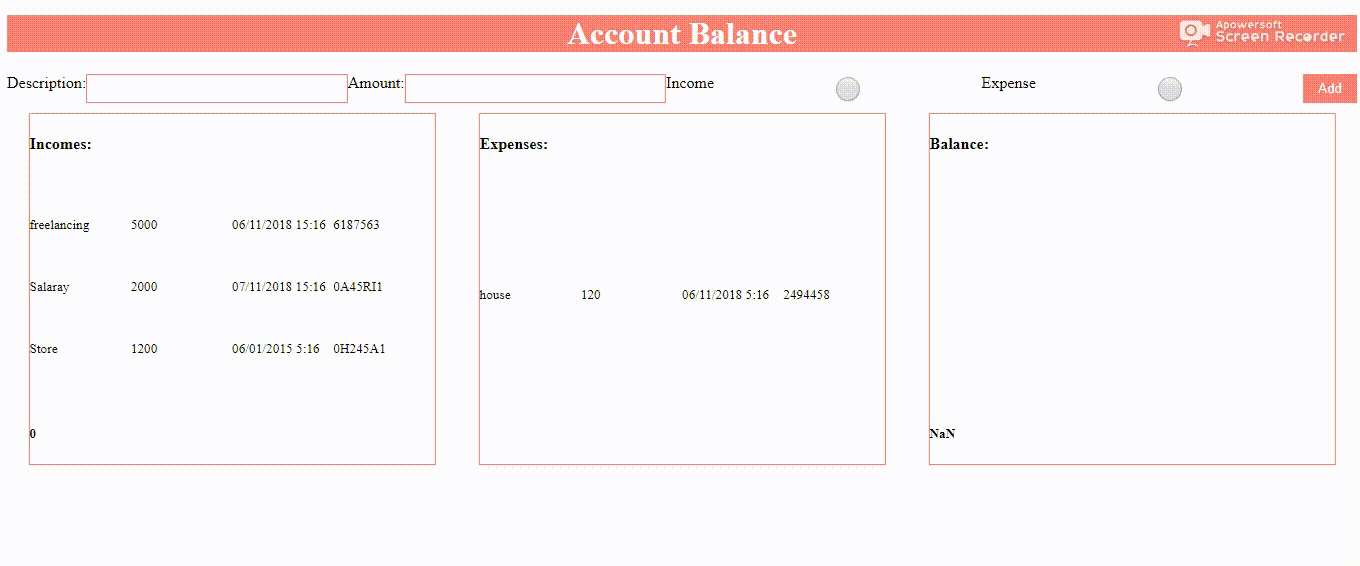 Account Balance
Apowersoft
Screen Recorder
Description: Amount: Income Expense Add
Incomes:
freelancing 5000 06/11/2018 15:16 6187563
Salaray 2000 07/11/2018 15:16 0A45RI1
Store 1200 06/01/2015 5:16 0H245A1
0
Expenses:
house 120 06/11/2018 5:16 2494458
Balance:
NaN